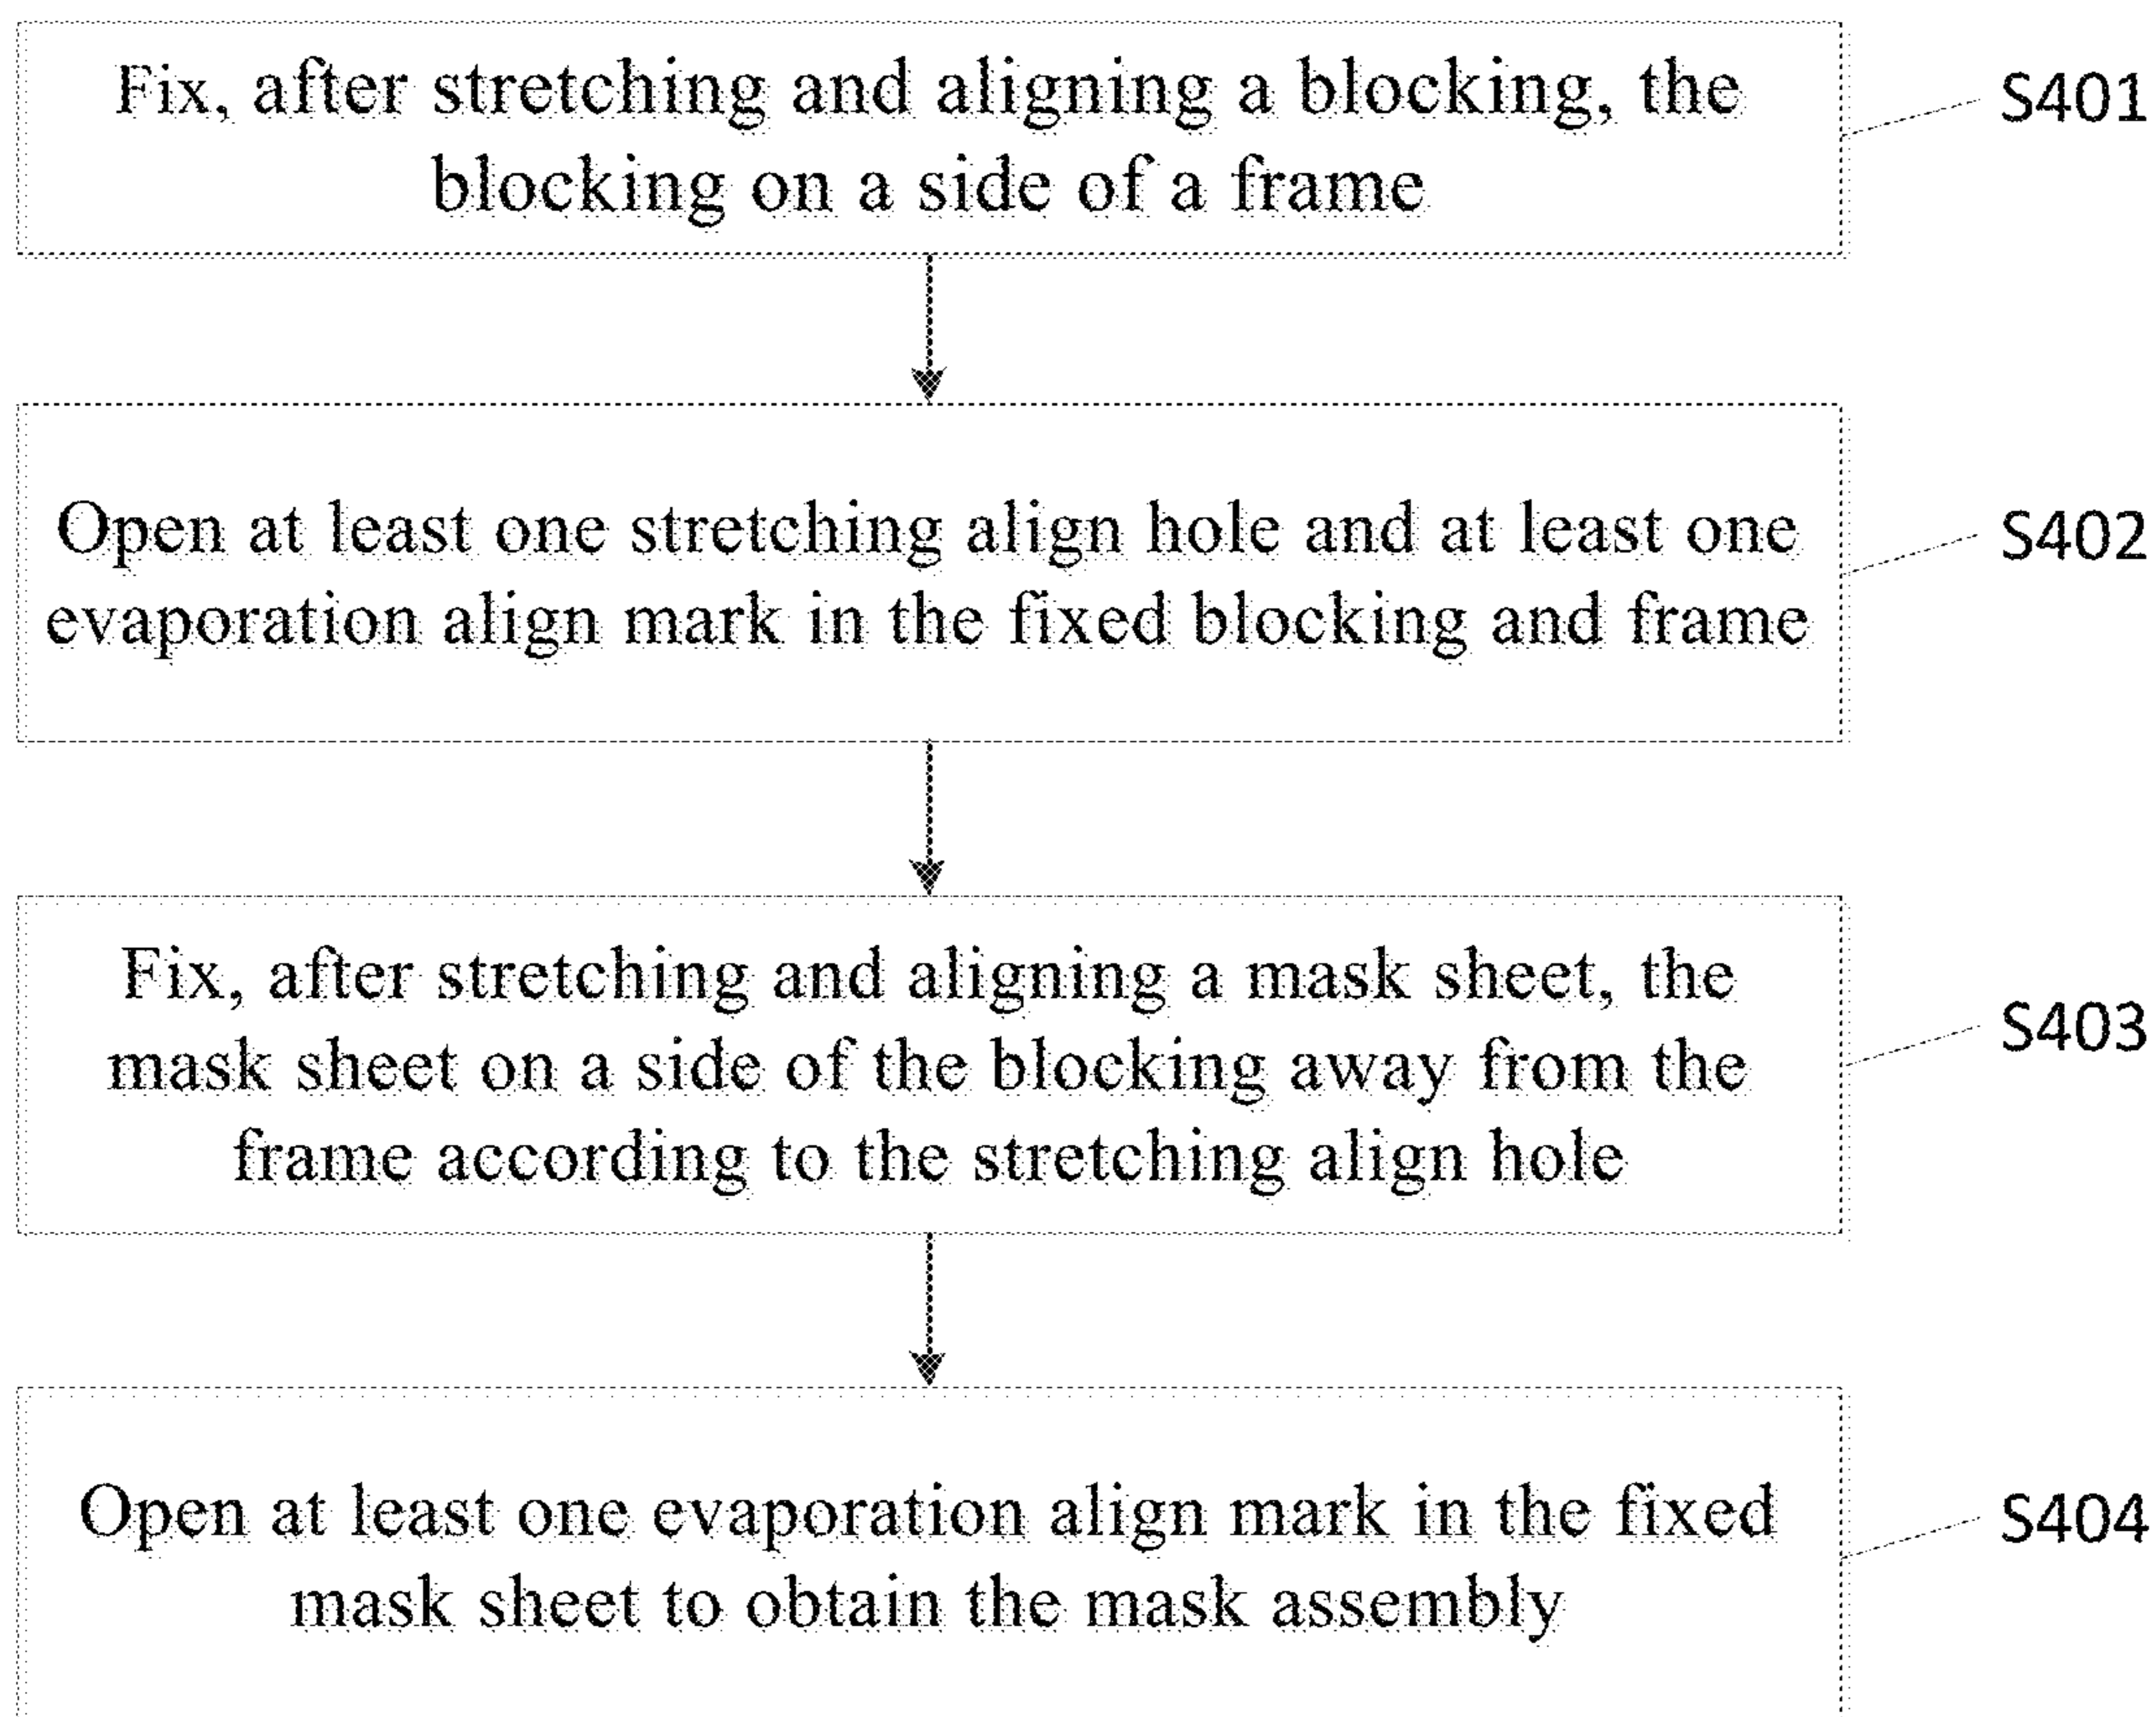 Fix, after stretching and aligning a blocking, the
blocking on a side of a frame
S401
Open at least one stretching align hole and at least one
evaporation align mark in the fixed blocking and frame
S402
Fix, after stretching and aligning a mask sheet, the
mask sheet on a side of the blocking away from the
frame according to the stretching align hole
S403
Open at least one evaporation align mark in the fixed
mask sheet to obtain the mask assembly
S404